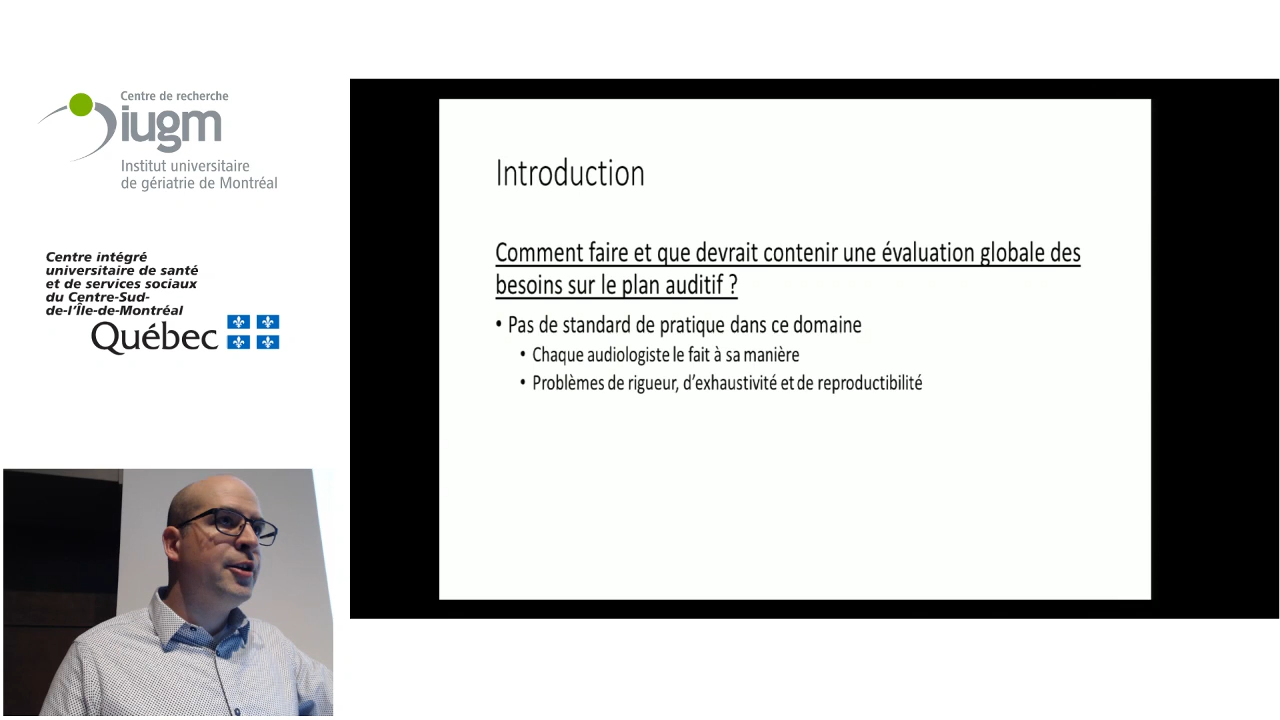 Centre de recherche
iugm
Institut universitaire
de gériatrie de Montréal
Centre intégré
universitaire de santé
et de services sociaux
du Centre-Sud-
de-l'Île-de-Montréal
Québec
Introduction
Comment faire et que devrait contenir une évaluation globale des
besoins sur le plan auditif ?
• Pas de standard de pratique dans ce domaine
• Chaque audiologiste le fait à sa manière
• Problèmes de rigueur, d'exhaustivité et de reproductibilité